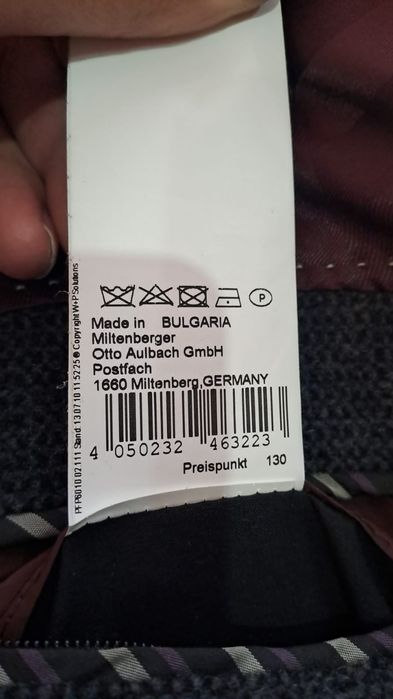 P
Made in BULGARIA
Miltenberger
Otto Aulbach GmbH
Postfach
1660 Miltenberg,GERMANY
4 050232 463223
Preispunkt 130